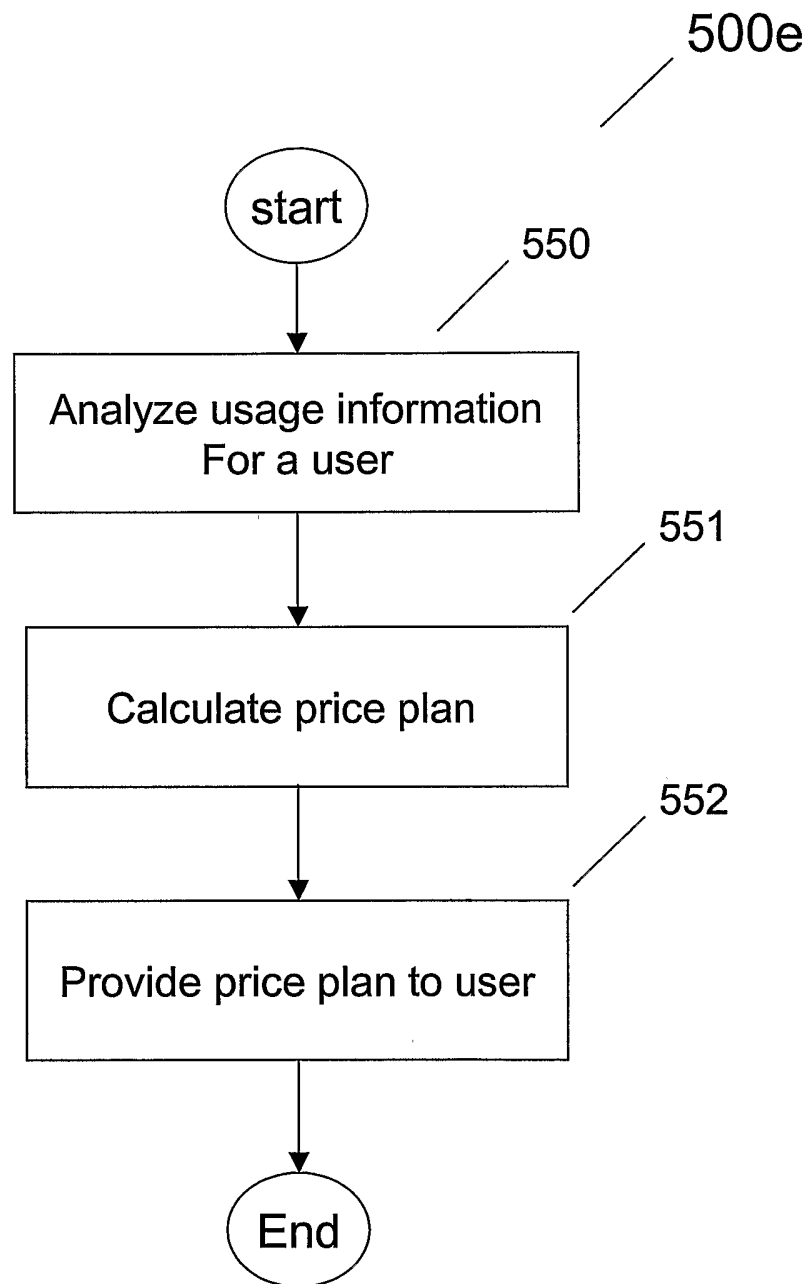 500e
start
550
Analyze usage information
For a user
551
Calculate price plan
552
Provide price plan to user
End